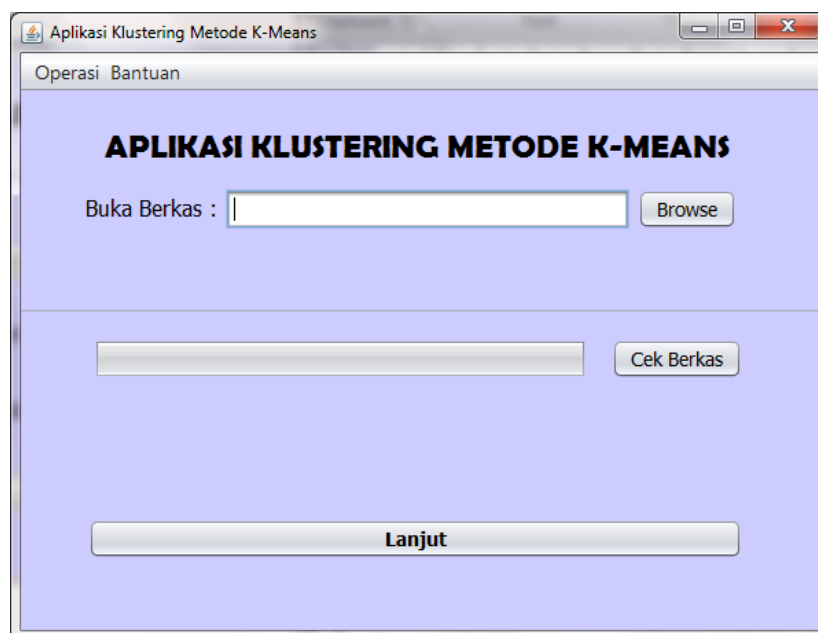 Aplikasi Klustering Metode K-Means
Operasi Bantuan
APLIKASI KLUSTERING METODE K-MEANS
Buka Berkas : Browse
Cek Berkas
Lanjut